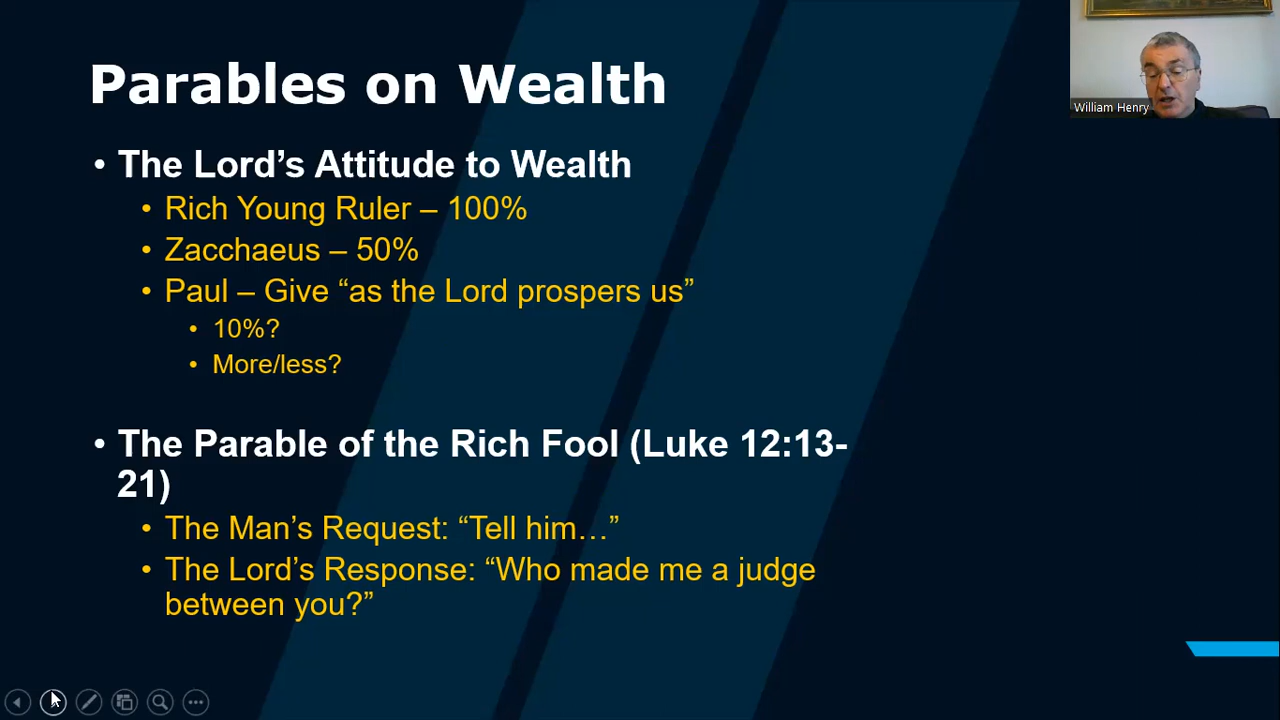 Parables on Wealth
William Henry
• The Lord’s Attitude to Wealth
• Rich Young Ruler – 100%
• Zacchaeus – 50%
• Paul – Give “as the Lord prospers us”
• 10%?
• More/less?
• The Parable of the Rich Fool (Luke 12:13-
21)
• The Man’s Request: “Tell him…”
• The Lord’s Response: “Who made me a judge
between you?”